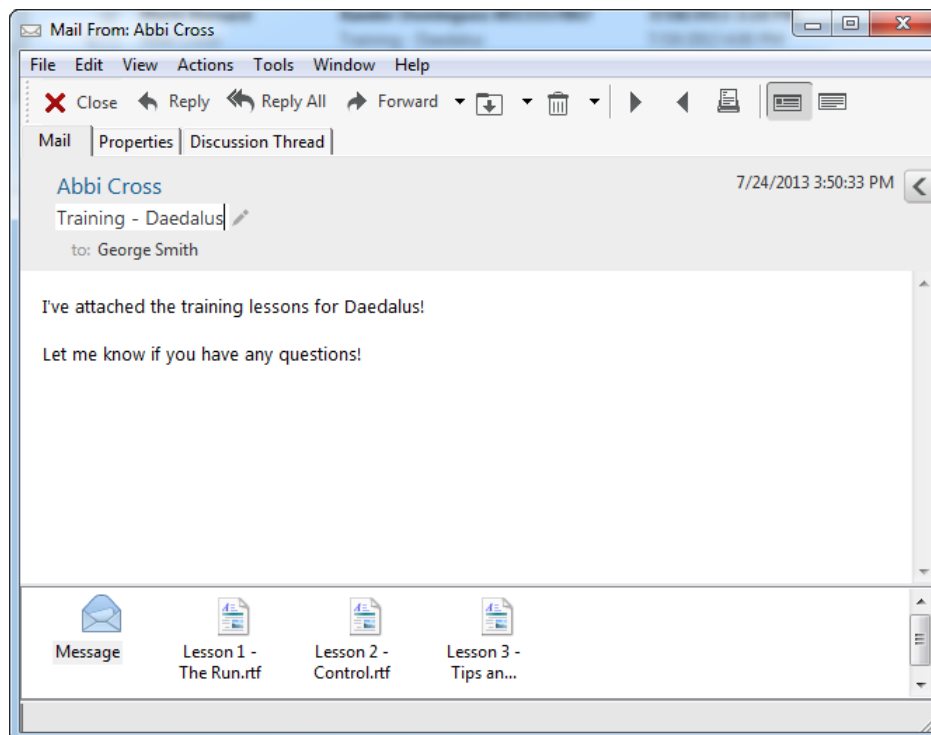 Mail From: Abbi Cross
File Edit View Actions Tools Window Help
Close Reply Reply All Forward
Mail Properties Discussion Thread
Abbi Cross 7/24/2013 3:50:33 PM
Training - Daedalus
to: George Smith
I've attached the training lessons for Daedalus!
Let me know if you have any questions!
Message Lesson 1 - Lesson 2 - Lesson 3 -
The Run.rtf Control.rtf Tips an...